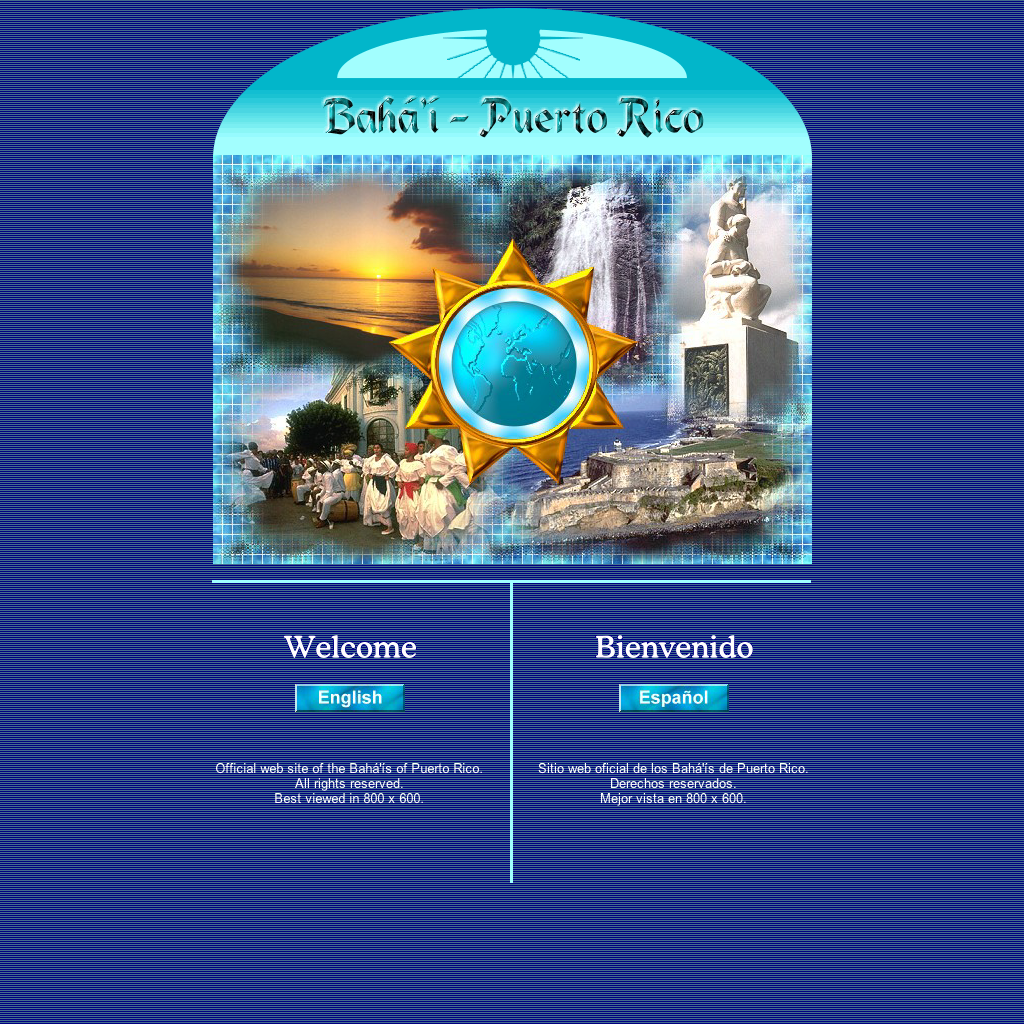 Bahá'í - Puerto Rico
Welcome
English
Official web site of the Bahá'ís of Puerto Rico.
All rights reserved.
Best viewed in 800 x 600.
Bienvenido
Español
Sitio web oficial de los Bahá'ís de Puerto Rico.
Derechos reservados.
Mejor vista en 800 x 600.